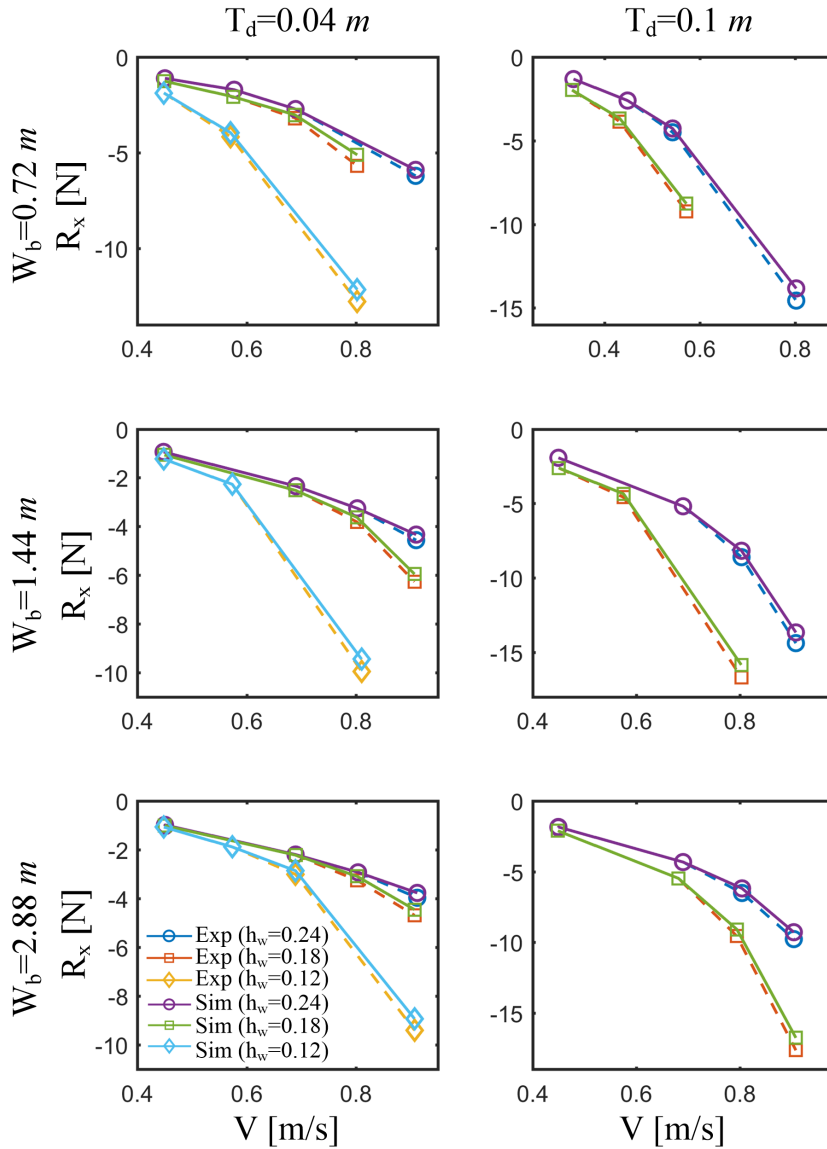 T_d=0.04 m
T_d=0.1 m
W_b=0.72 m
R_x [N]
0
-5
-10
0.4
0.6
0.8
0
-5
-10
-15
0.4
0.6
0.8
W_b=1.44 m
R_x [N]
0
-2
-4
-6
-8
-10
0.4
0.6
0.8
0
-5
-10
-15
0.4
0.6
0.8
W_b=2.88 m
R_x [N]
0
-2
-4
-6
-8
-10
Exp (h_w=0.24)
Exp (h_w=0.18)
Exp (h_w=0.12)
Sim (h_w=0.24)
Sim (h_w=0.18)
Sim (h_w=0.12)
0.4
0.6
0.8
V [m/s]
0
-5
-10
-15
0.4
0.6
0.8
V [m/s]